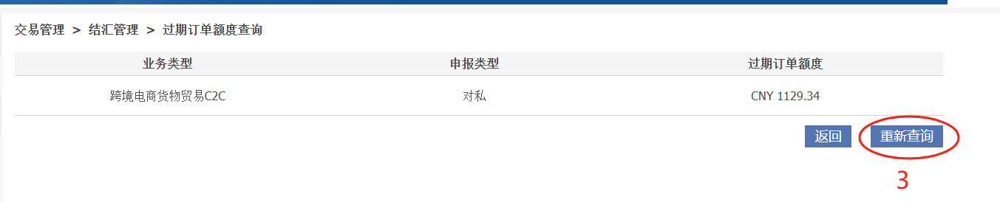 交易管理 > 结汇管理 > 过期订单额度查询
业务类型 申报类型 过期订单额度
跨境电商货物贸易C2C 对私 CNY 1129.34
返回 重新查询
3